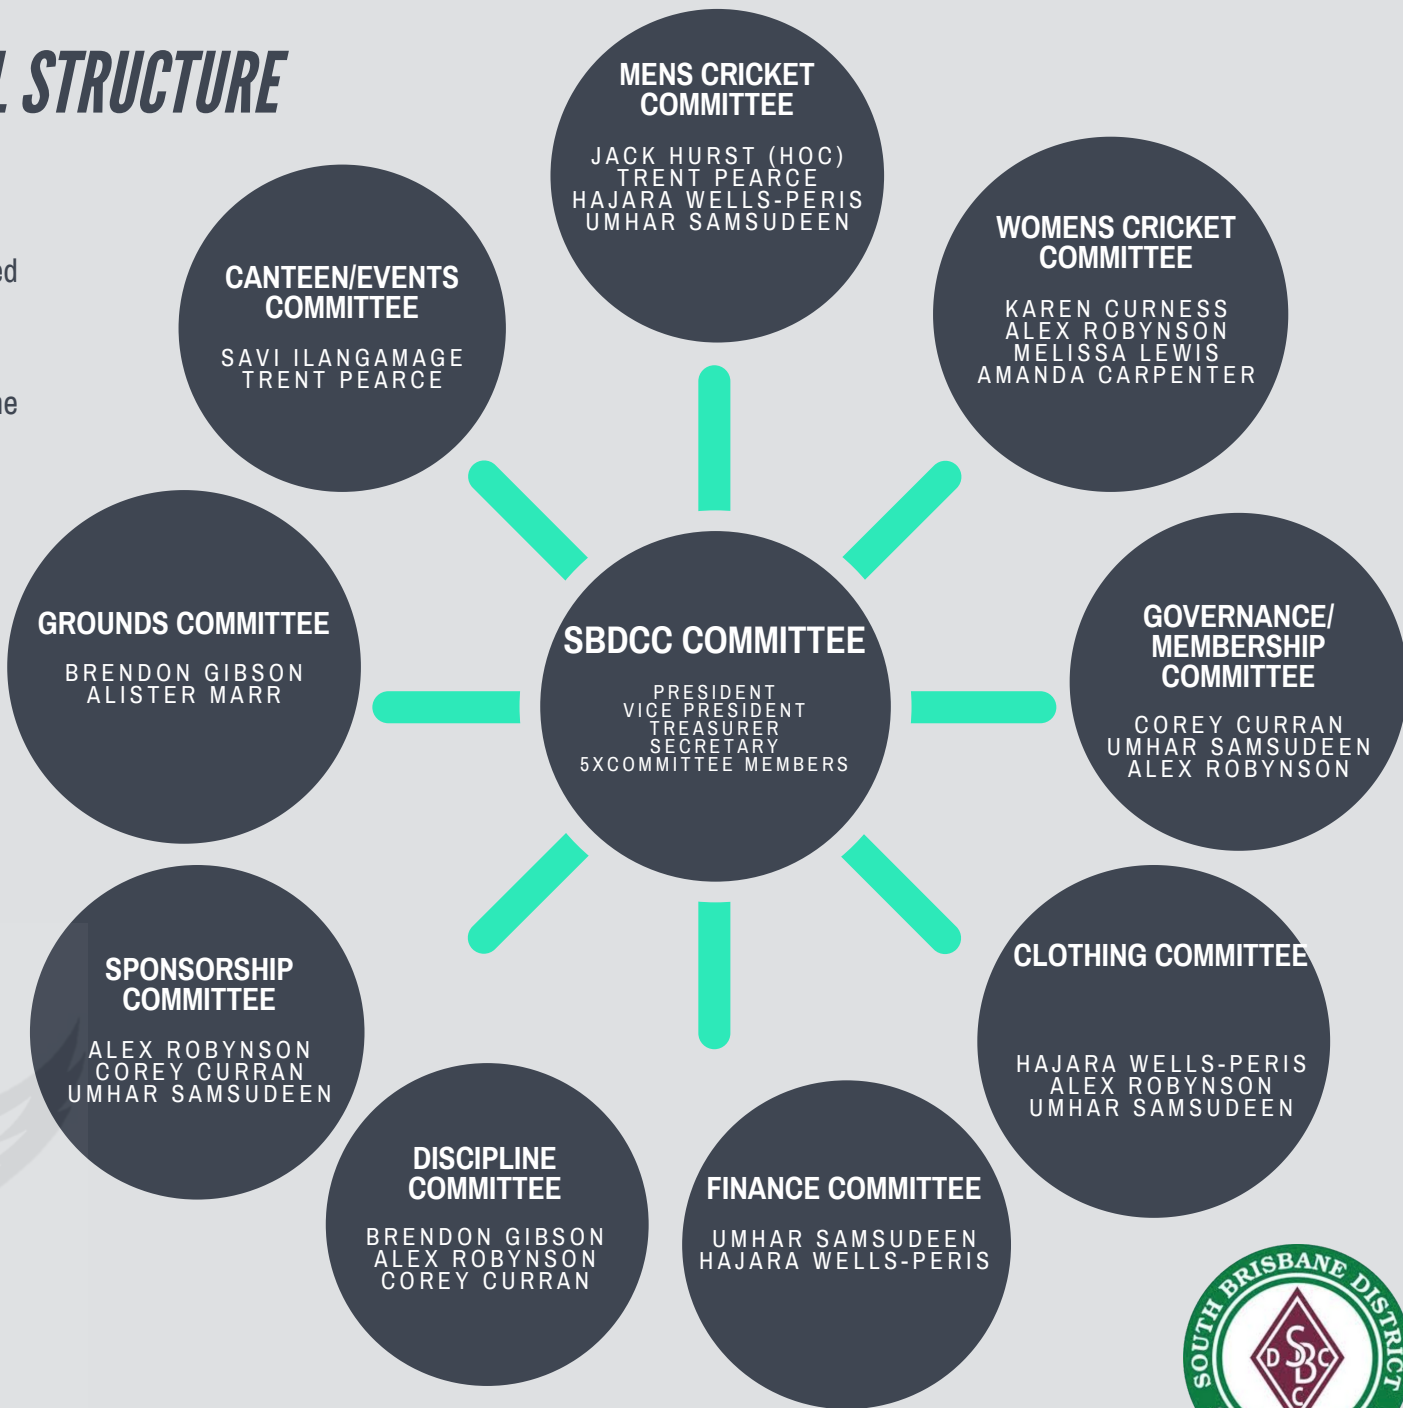 L STRUCTURE
ed
ne
MENS CRICKET
COMMITTEE
JACK HURST (HOC)
TRENT PEARCE
HAJARA WELLS-PERIS
UMHAR SAMSUDEEN
WOMENS CRICKET
COMMITTEE
KAREN CURNESS
ALEX ROBYNSON
MELISSA LEWIS
AMANDA CARPENTER
CANTEEN/EVENTS
COMMITTEE
SAVI ILANGAMAGE
TRENT PEARCE
GROUNDS COMMITTEE
BRENDON GIBSON
ALISTER MARR
SBDCC COMMITTEE
PRESIDENT
VICE PRESIDENT
TREASURER
SECRETARY
5XCOMMITTEE MEMBERS
GOVERNANCE/
MEMBERSHIP
COMMITTEE
COREY CURRAN
UMHAR SAMSUDEEN
ALEX ROBYNSON
SPONSORSHIP
COMMITTEE
ALEX ROBYNSON
COREY CURRAN
UMHAR SAMSUDEEN
CLOTHING COMMITTEE
HAJARA WELLS-PERIS
ALEX ROBYNSON
UMHAR SAMSUDEEN
DISCIPLINE
COMMITTEE
BRENDON GIBSON
ALEX ROBYNSON
COREY CURRAN
FINANCE COMMITTEE
UMHAR SAMSUDEEN
HAJARA WELLS-PERIS
SOUTH BRISBANE DISTRICT
D SBC C